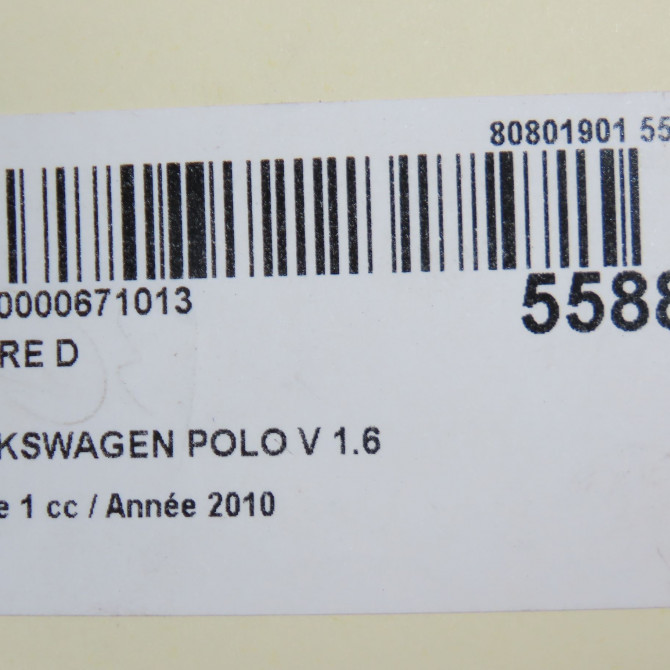 80801901 55
0000671013
5588
RE D
KSWAGEN POLO V 1.6
e 1 cc / Année 2010